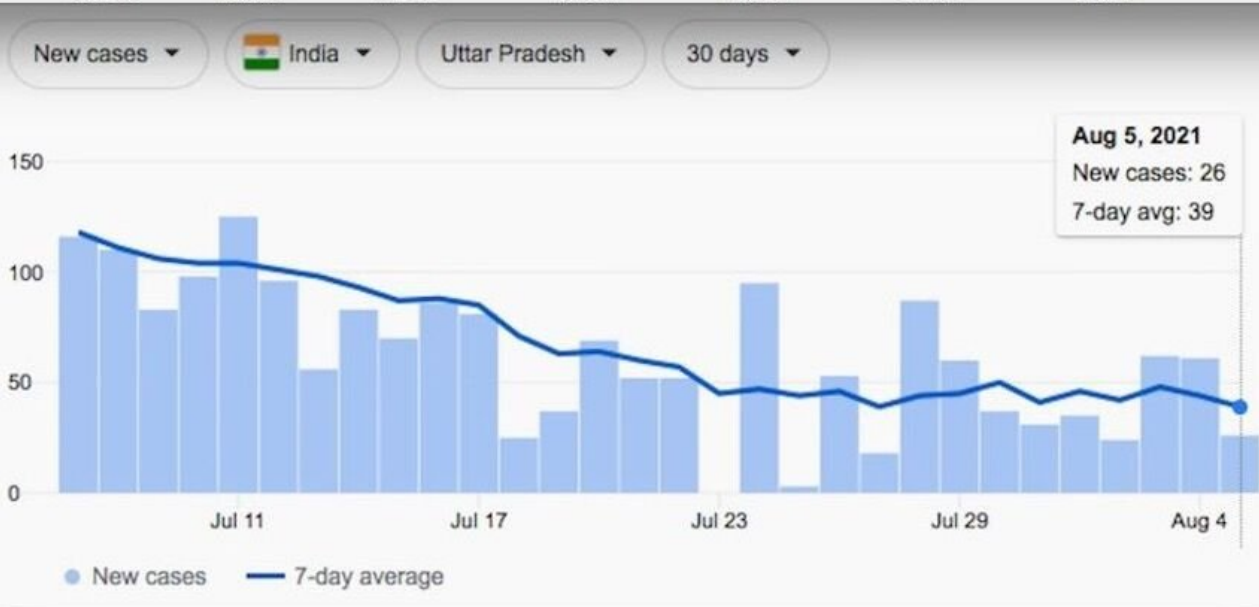 New cases India Uttar Pradesh 30 days
Aug 5, 2021
New cases: 26
7-day avg: 39
150
100
50
0
Jul 11 Jul 17 Jul 23 Jul 29 Aug 4
New cases 7-day average